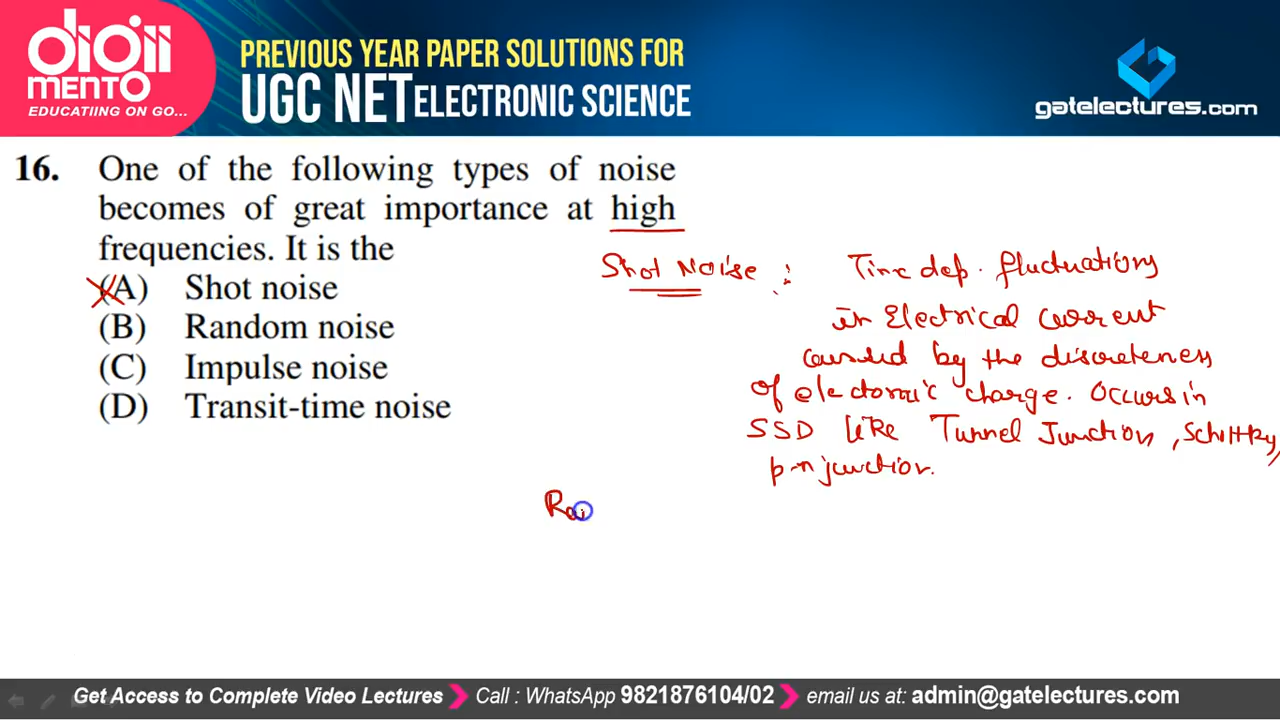 dioii
MENTO
EDUCATIING ON GO...
PREVIOUS YEAR PAPER SOLUTIONS FOR
UGC NET ELECTRONIC SCIENCE
gatelectures.com
16. One of the following types of noise
becomes of great importance at high
frequencies. It is the
(A) Shot noise
(B) Random noise
(C) Impulse noise
(D) Transit-time noise
Shot Noise : Time dep. fluctuations
in Electrical current
caused by the discreteness
of electronic charge. Occurs in
SSD like Tunnel Junction, Schottky,
p-n junction.
Ra
Get Access to Complete Video Lectures Call : WhatsApp 9821876104/02 email us at: admin@gatelectures.com